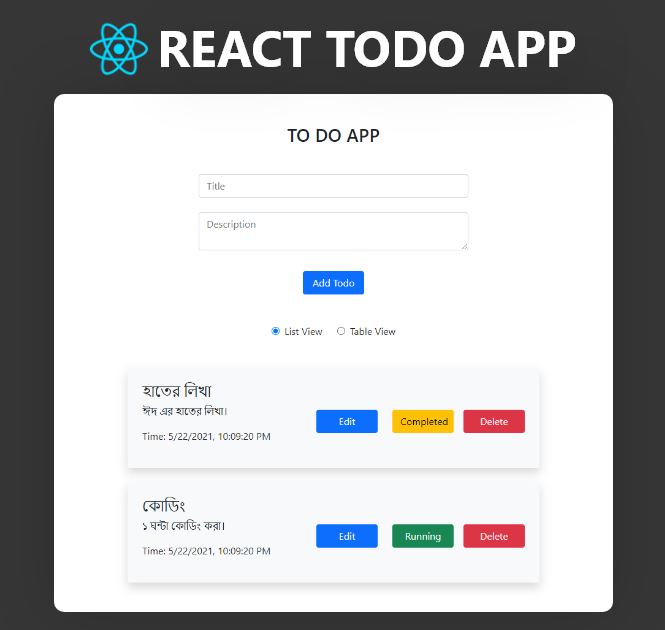 REACT TODO APP
TO DO APP
Title
Description
Add Todo
List View Table View
হাতের লিখা
ঈদ এর হাতের লিখা।
Time: 5/22/2021, 10:09:20 PM
Edit Completed Delete
কোডিং
১ ঘন্টা কোডিং করা।
Time: 5/22/2021, 10:09:20 PM
Edit Running Delete